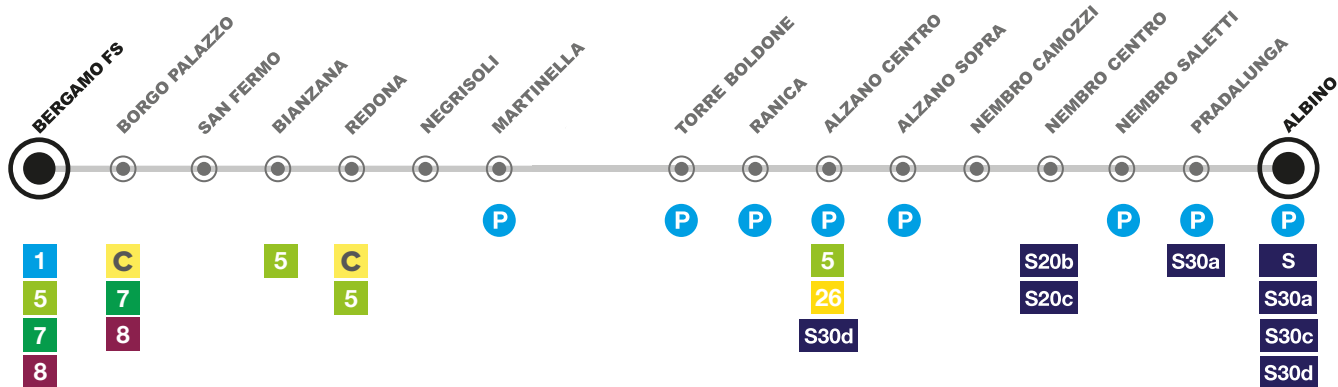 BERGAMO FS
BORGO PALAZZO
SAN FERMO
BIANZANA
REDONA
NEGRISOLI
MARTINELLA
TORRE BOLDONE
RANICA
ALZANO CENTRO
ALZANO SOPRA
NEMBRO CAMOZZI
NEMBRO CENTRO
NEMBRO SALETTI
PRADALUNGA
ALBINO
P P P P P P P P
1 C 5 C 5 S20b S30a S
5 7 5 26 S20c S30a
7 8 S30d S30c
8 S30d